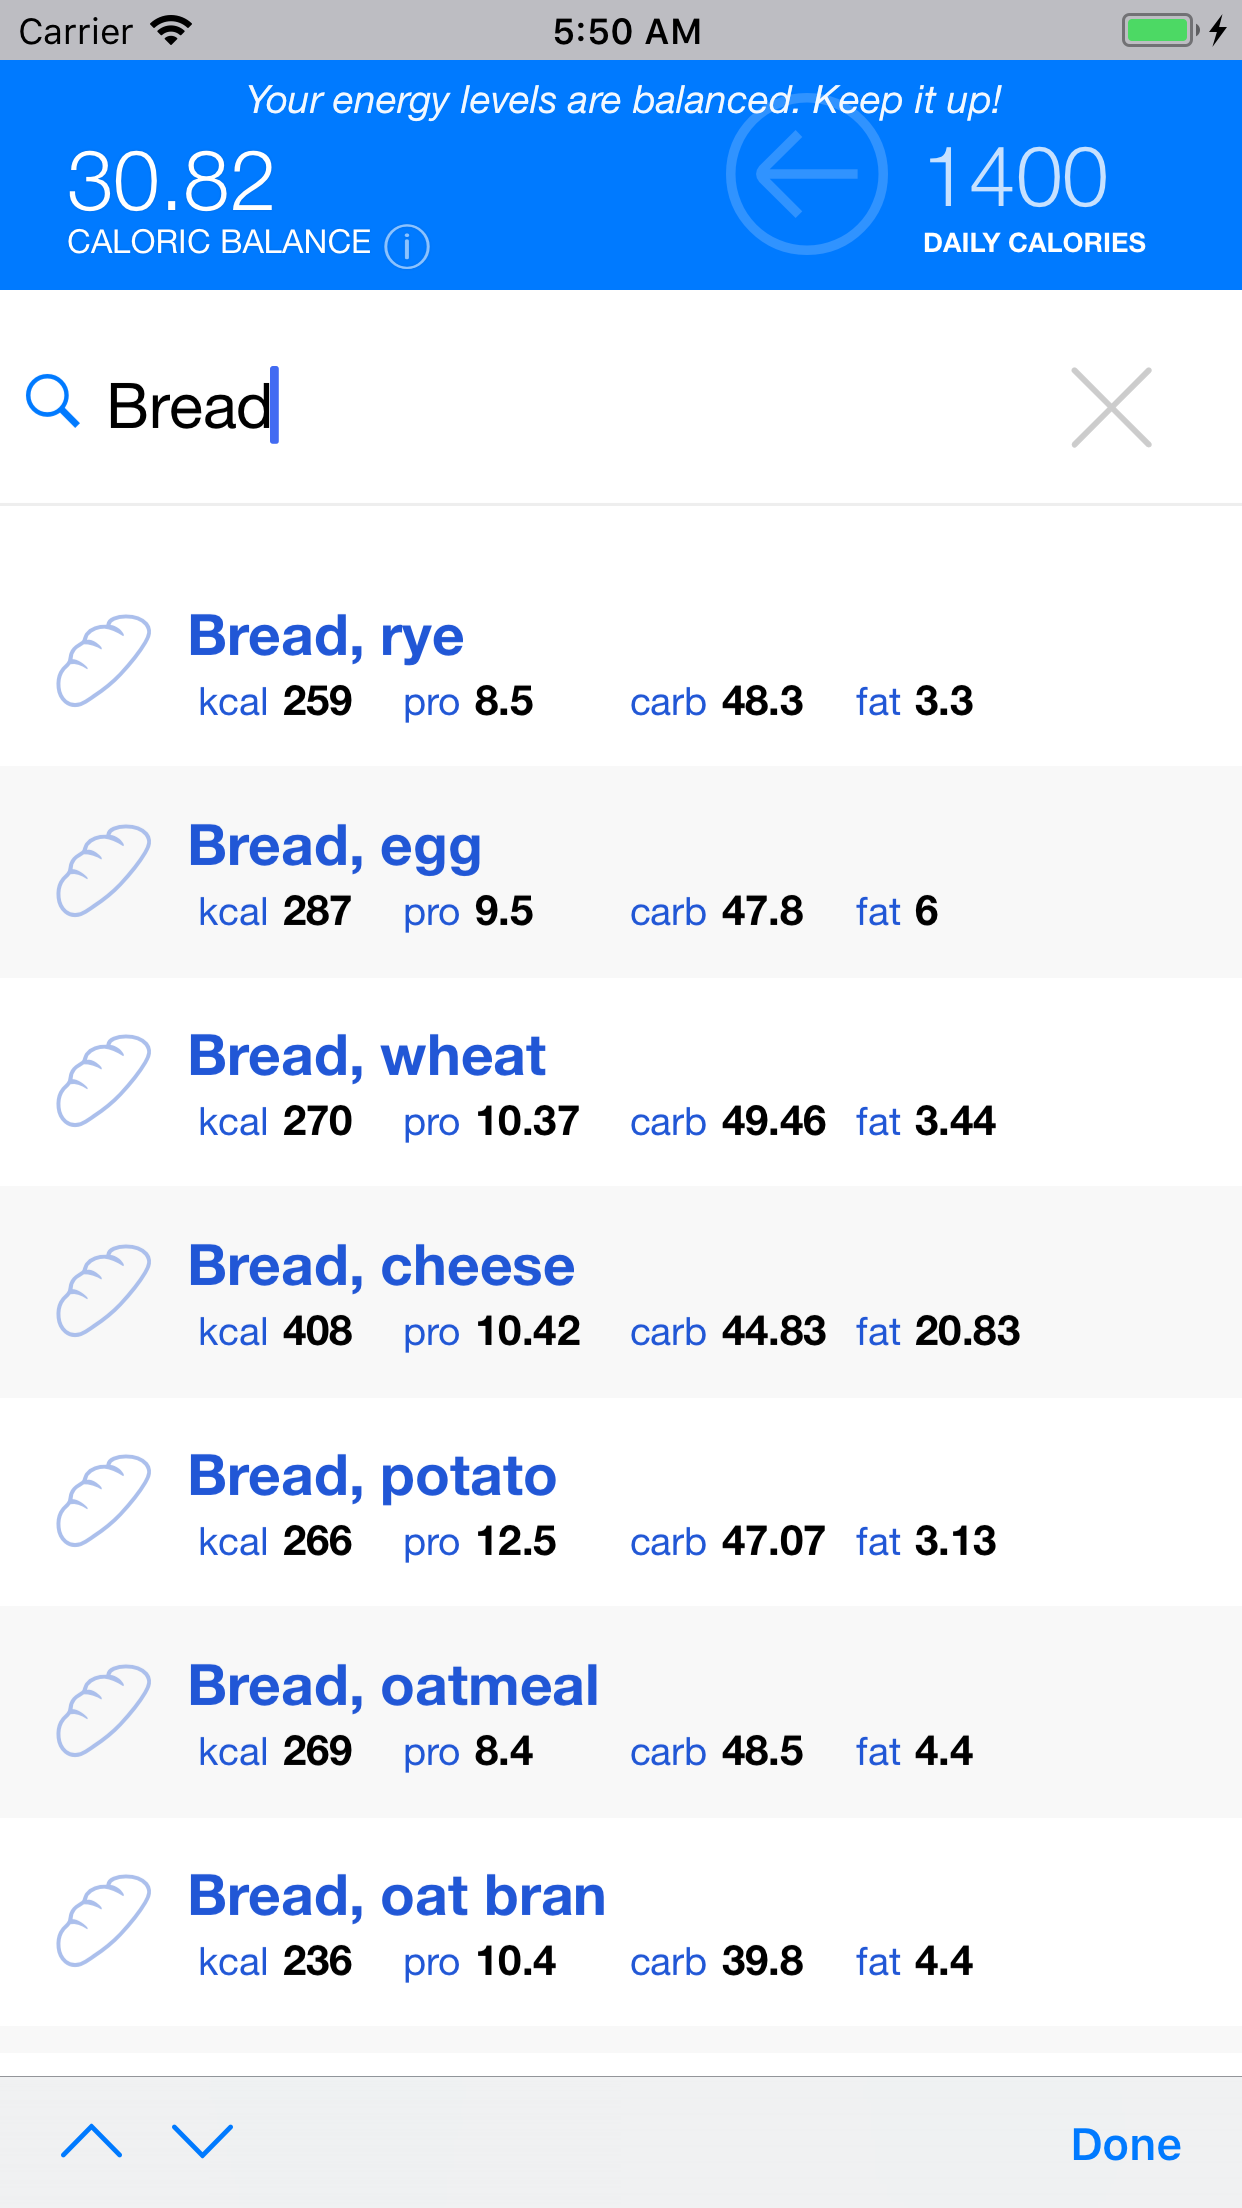 Carrier 5:50 AM
Your energy levels are balanced. Keep it up!
30.82 1400
CALORIC BALANCE i DAILY CALORIES
Bread
Bread, rye
kcal 259 pro 8.5 carb 48.3 fat 3.3
Bread, egg
kcal 287 pro 9.5 carb 47.8 fat 6
Bread, wheat
kcal 270 pro 10.37 carb 49.46 fat 3.44
Bread, cheese
kcal 408 pro 10.42 carb 44.83 fat 20.83
Bread, potato
kcal 266 pro 12.5 carb 47.07 fat 3.13
Bread, oatmeal
kcal 269 pro 8.4 carb 48.5 fat 4.4
Bread, oat bran
kcal 236 pro 10.4 carb 39.8 fat 4.4
Done